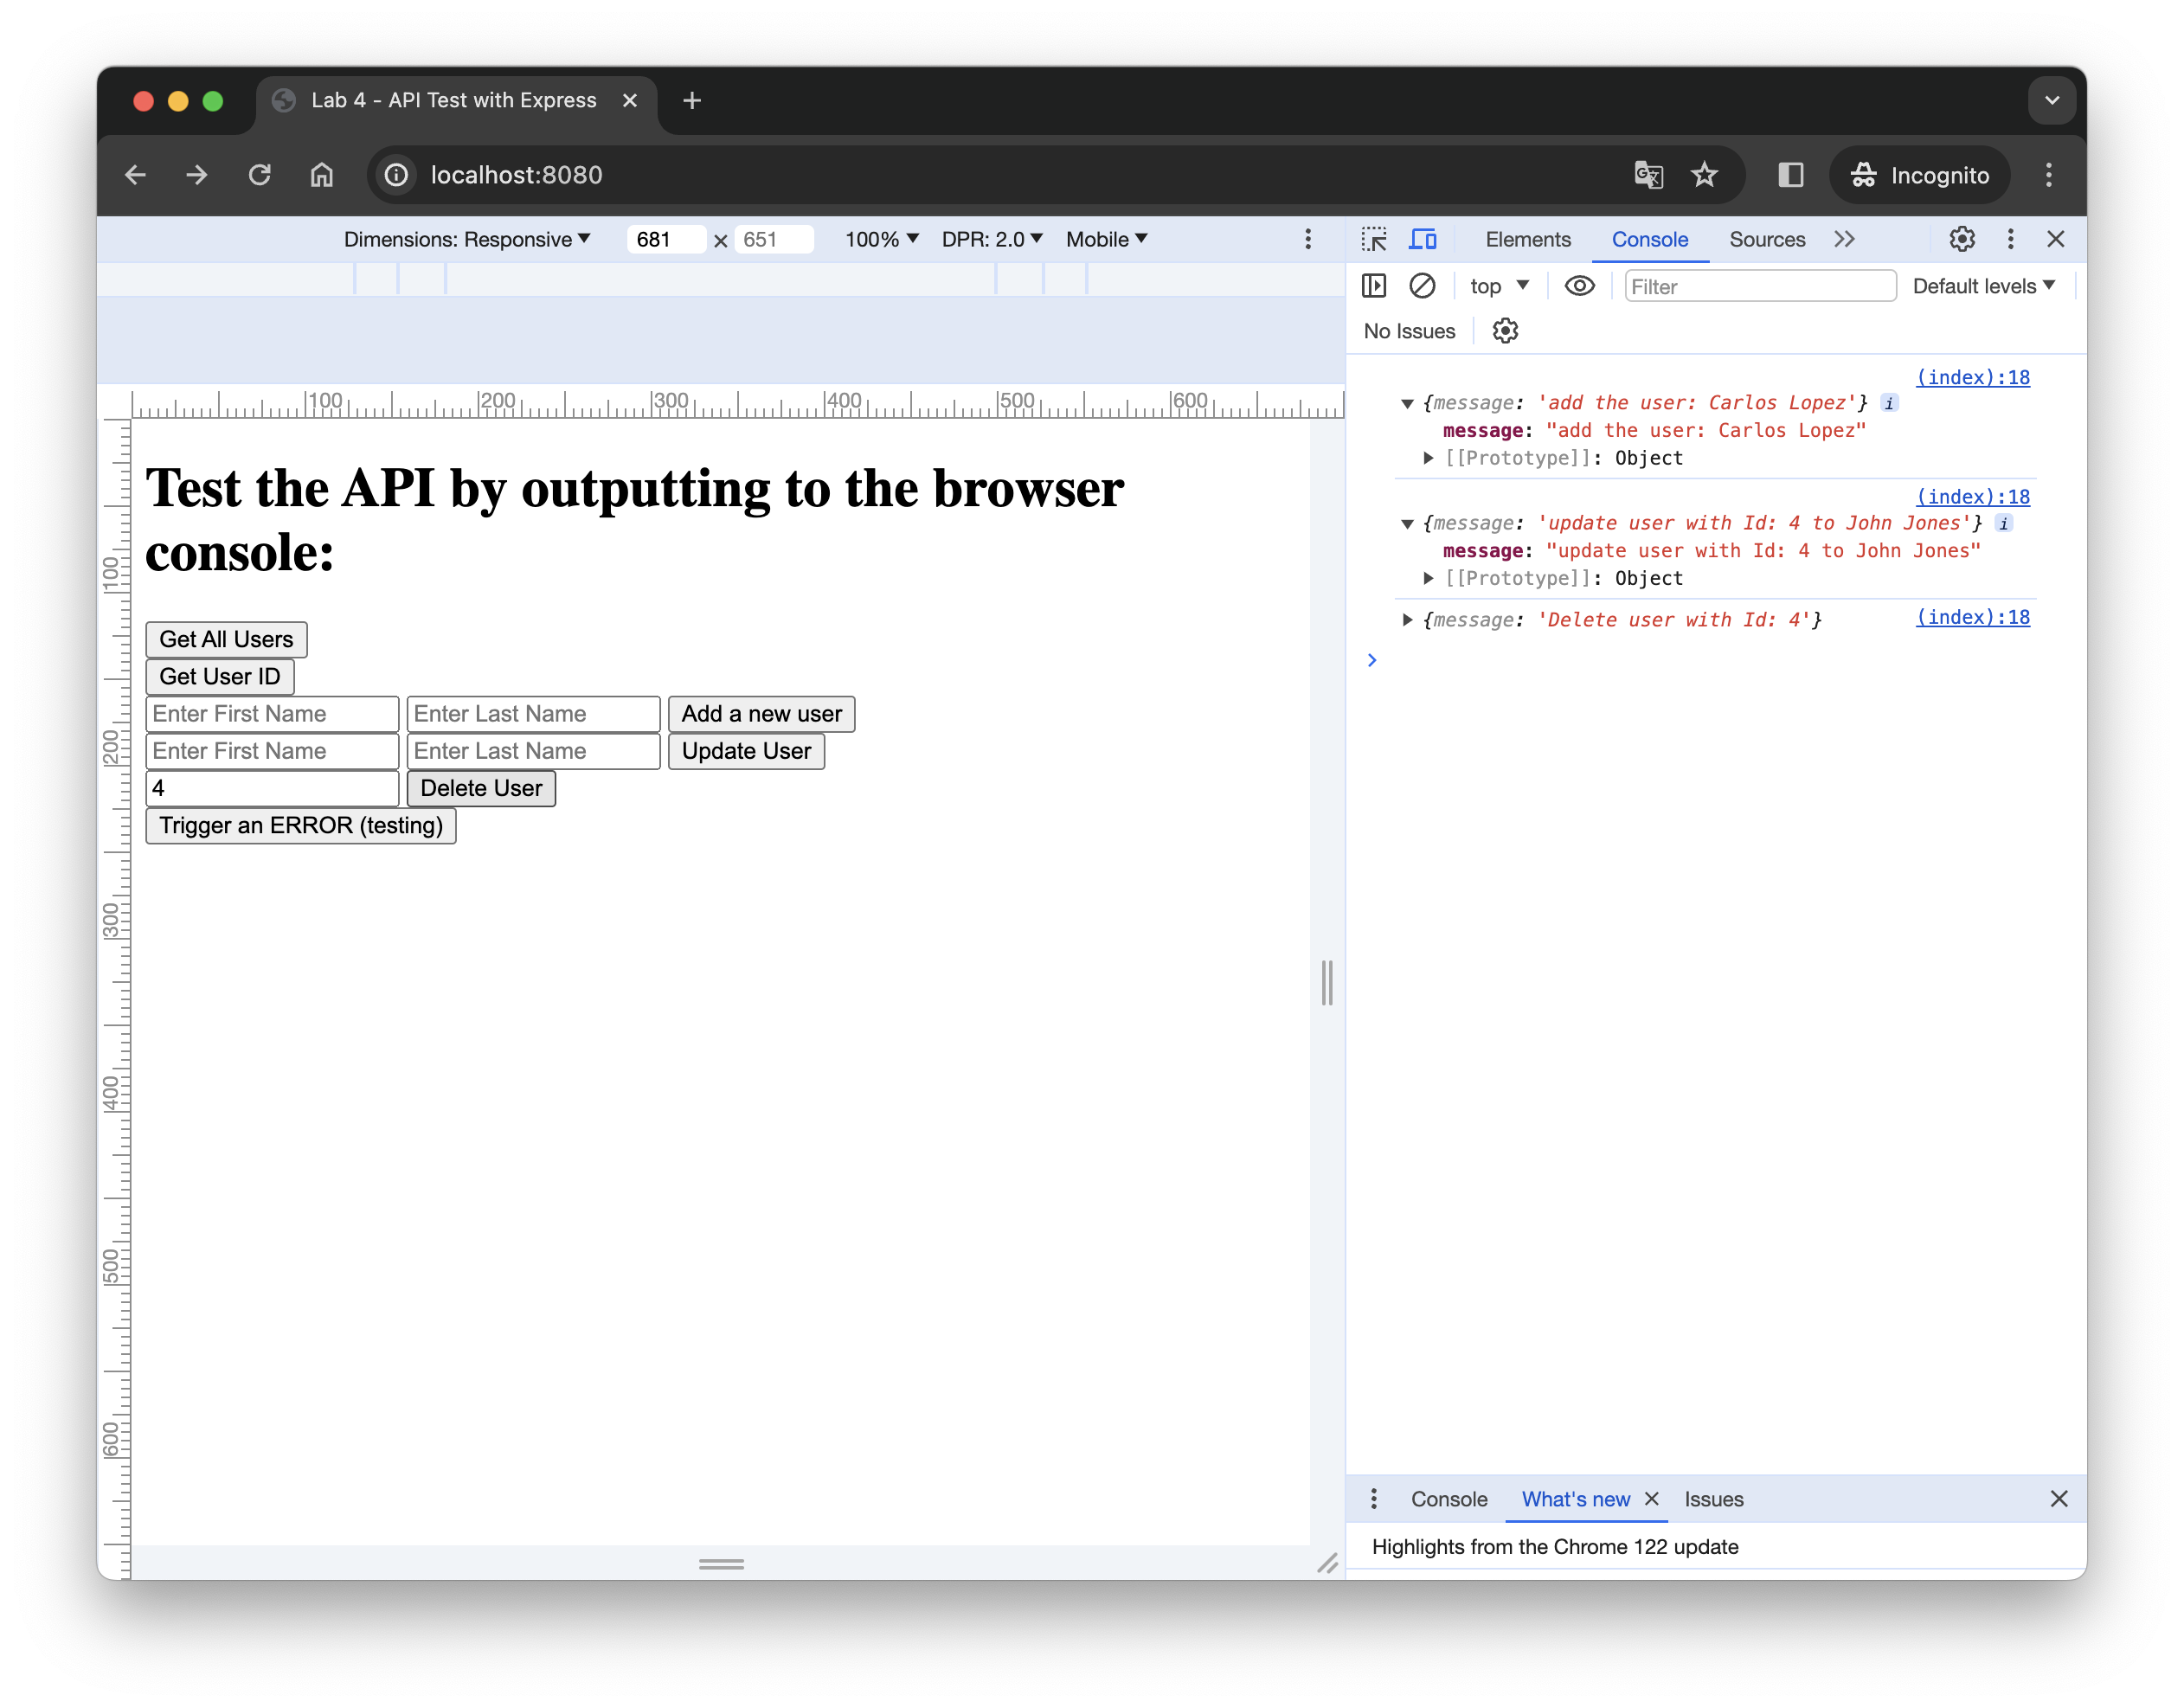 Lab 4 - API Test with Express
localhost:8080
Incognito
Dimensions: Responsive 681 × 651 100% DPR: 2.0 Mobile
100 200 300 400 500 600
100
200
300
400
500
600
Test the API by outputting to the browser
console:
Get All Users
Get User ID
Enter First Name Enter Last Name Add a new user
Enter First Name Enter Last Name Update User
4 Delete User
Trigger an ERROR (testing)
Elements Console Sources
top Filter Default levels
No Issues
(index):18
{message: 'add the user: Carlos Lopez'} i
message: "add the user: Carlos Lopez"
[[Prototype]]: Object
(index):18
{message: 'update user with Id: 4 to John Jones'} i
message: "update user with Id: 4 to John Jones"
[[Prototype]]: Object
{message: 'Delete user with Id: 4'} (index):18
Console What's new Issues
Highlights from the Chrome 122 update